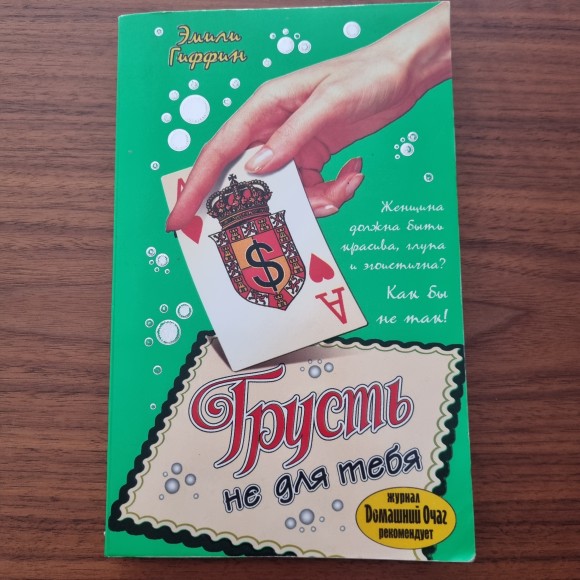 Эмили
Гиффин
A
$
A
Женщина
должна быть
красива, глупа
и эгоистична?
Как бы
не так!
Грусть
не для тебя
журнал
Домашний Очаг
рекомендует